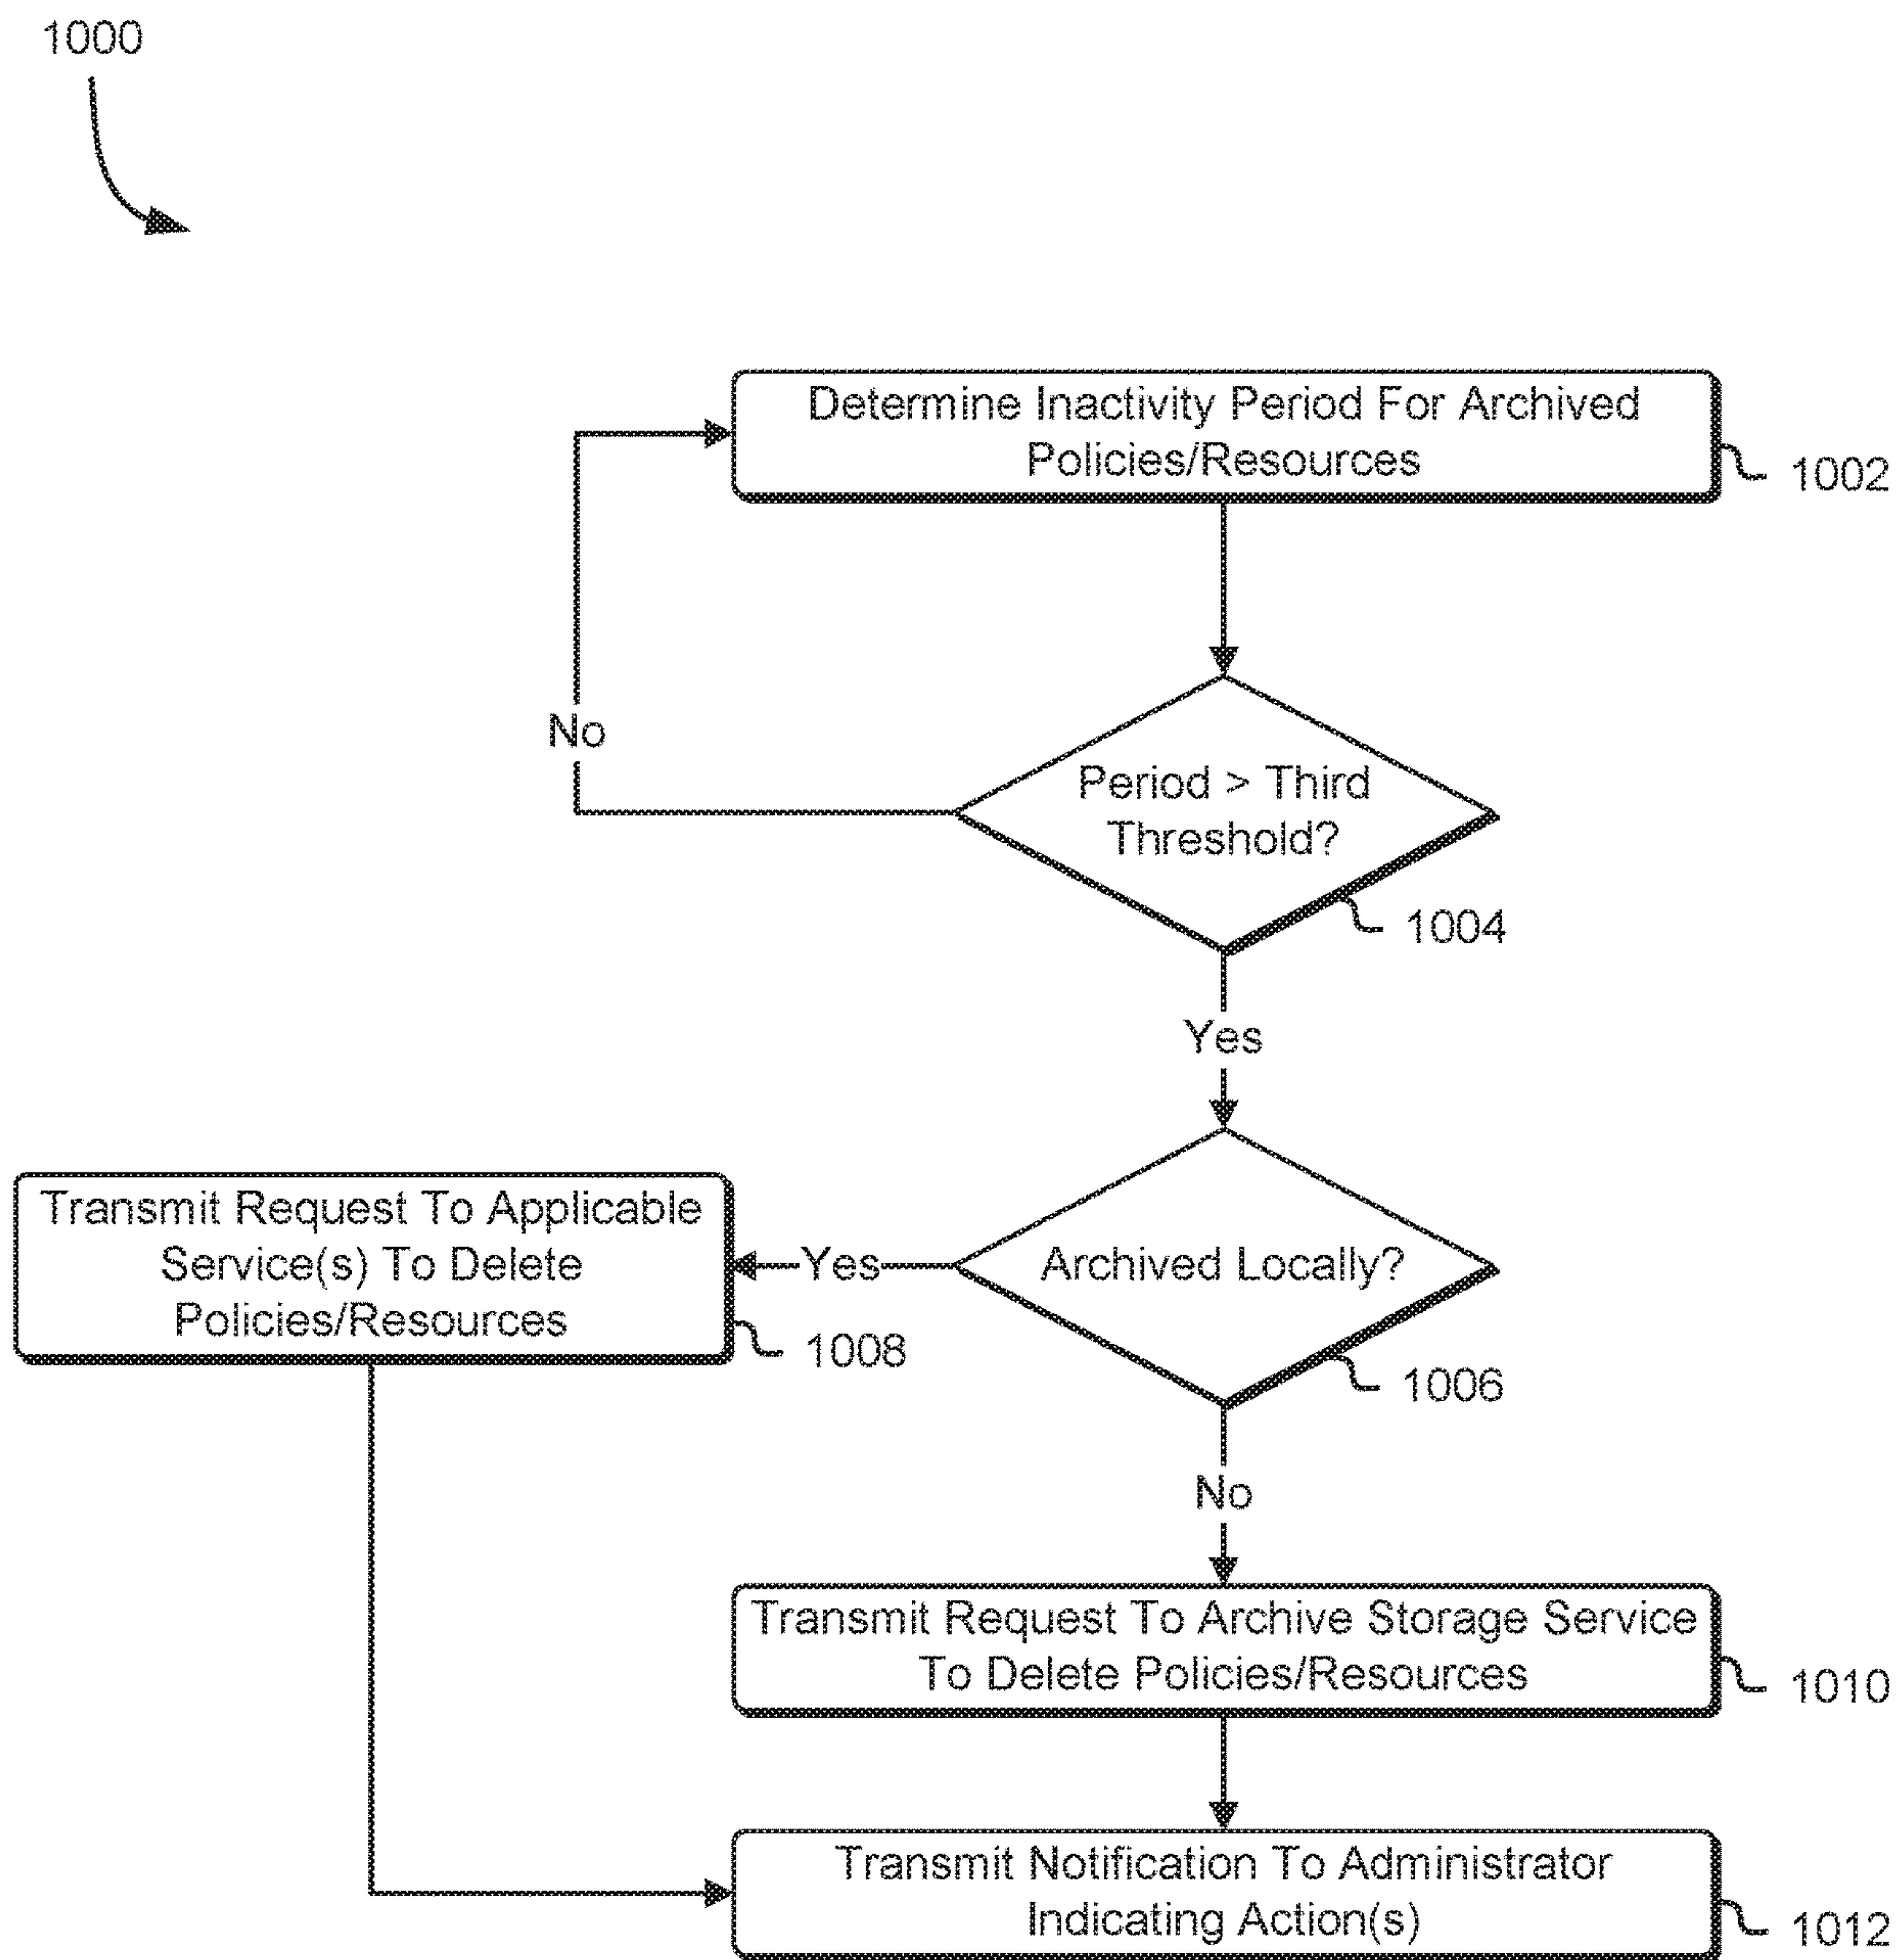 1000
Determine Inactivity Period For Archived
Policies/Resources
1002
No
Period > Third
Threshold?
1004
Yes
Transmit Request To Applicable
Service(s) To Delete
Policies/Resources
1008
Yes
Archived Locally?
1006
No
Transmit Request To Archive Storage Service
To Delete Policies/Resources
1010
Transmit Notification To Administrator
Indicating Action(s)
1012